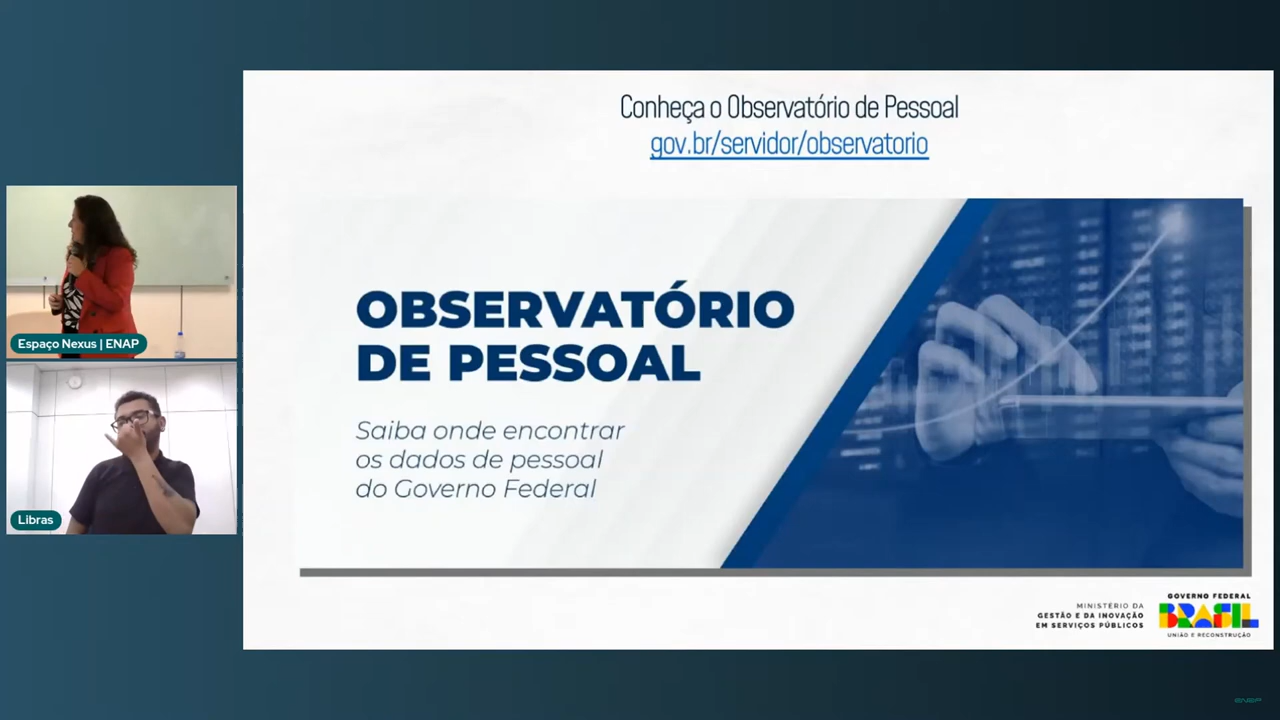 Conheça o Observatório de Pessoal
gov.br/servidor/observatorio
OBSERVATÓRIO
DE PESSOAL
Saiba onde encontrar
os dados de pessoal
do Governo Federal
Espaço Nexus | ENAP
Libras
MINISTÉRIO DA
GESTÃO E DA INOVAÇÃO
EM SERVIÇOS PÚBLICOS
GOVERNO FEDERAL
BRASIL
UNIÃO E RECONSTRUÇÃO
ENAP